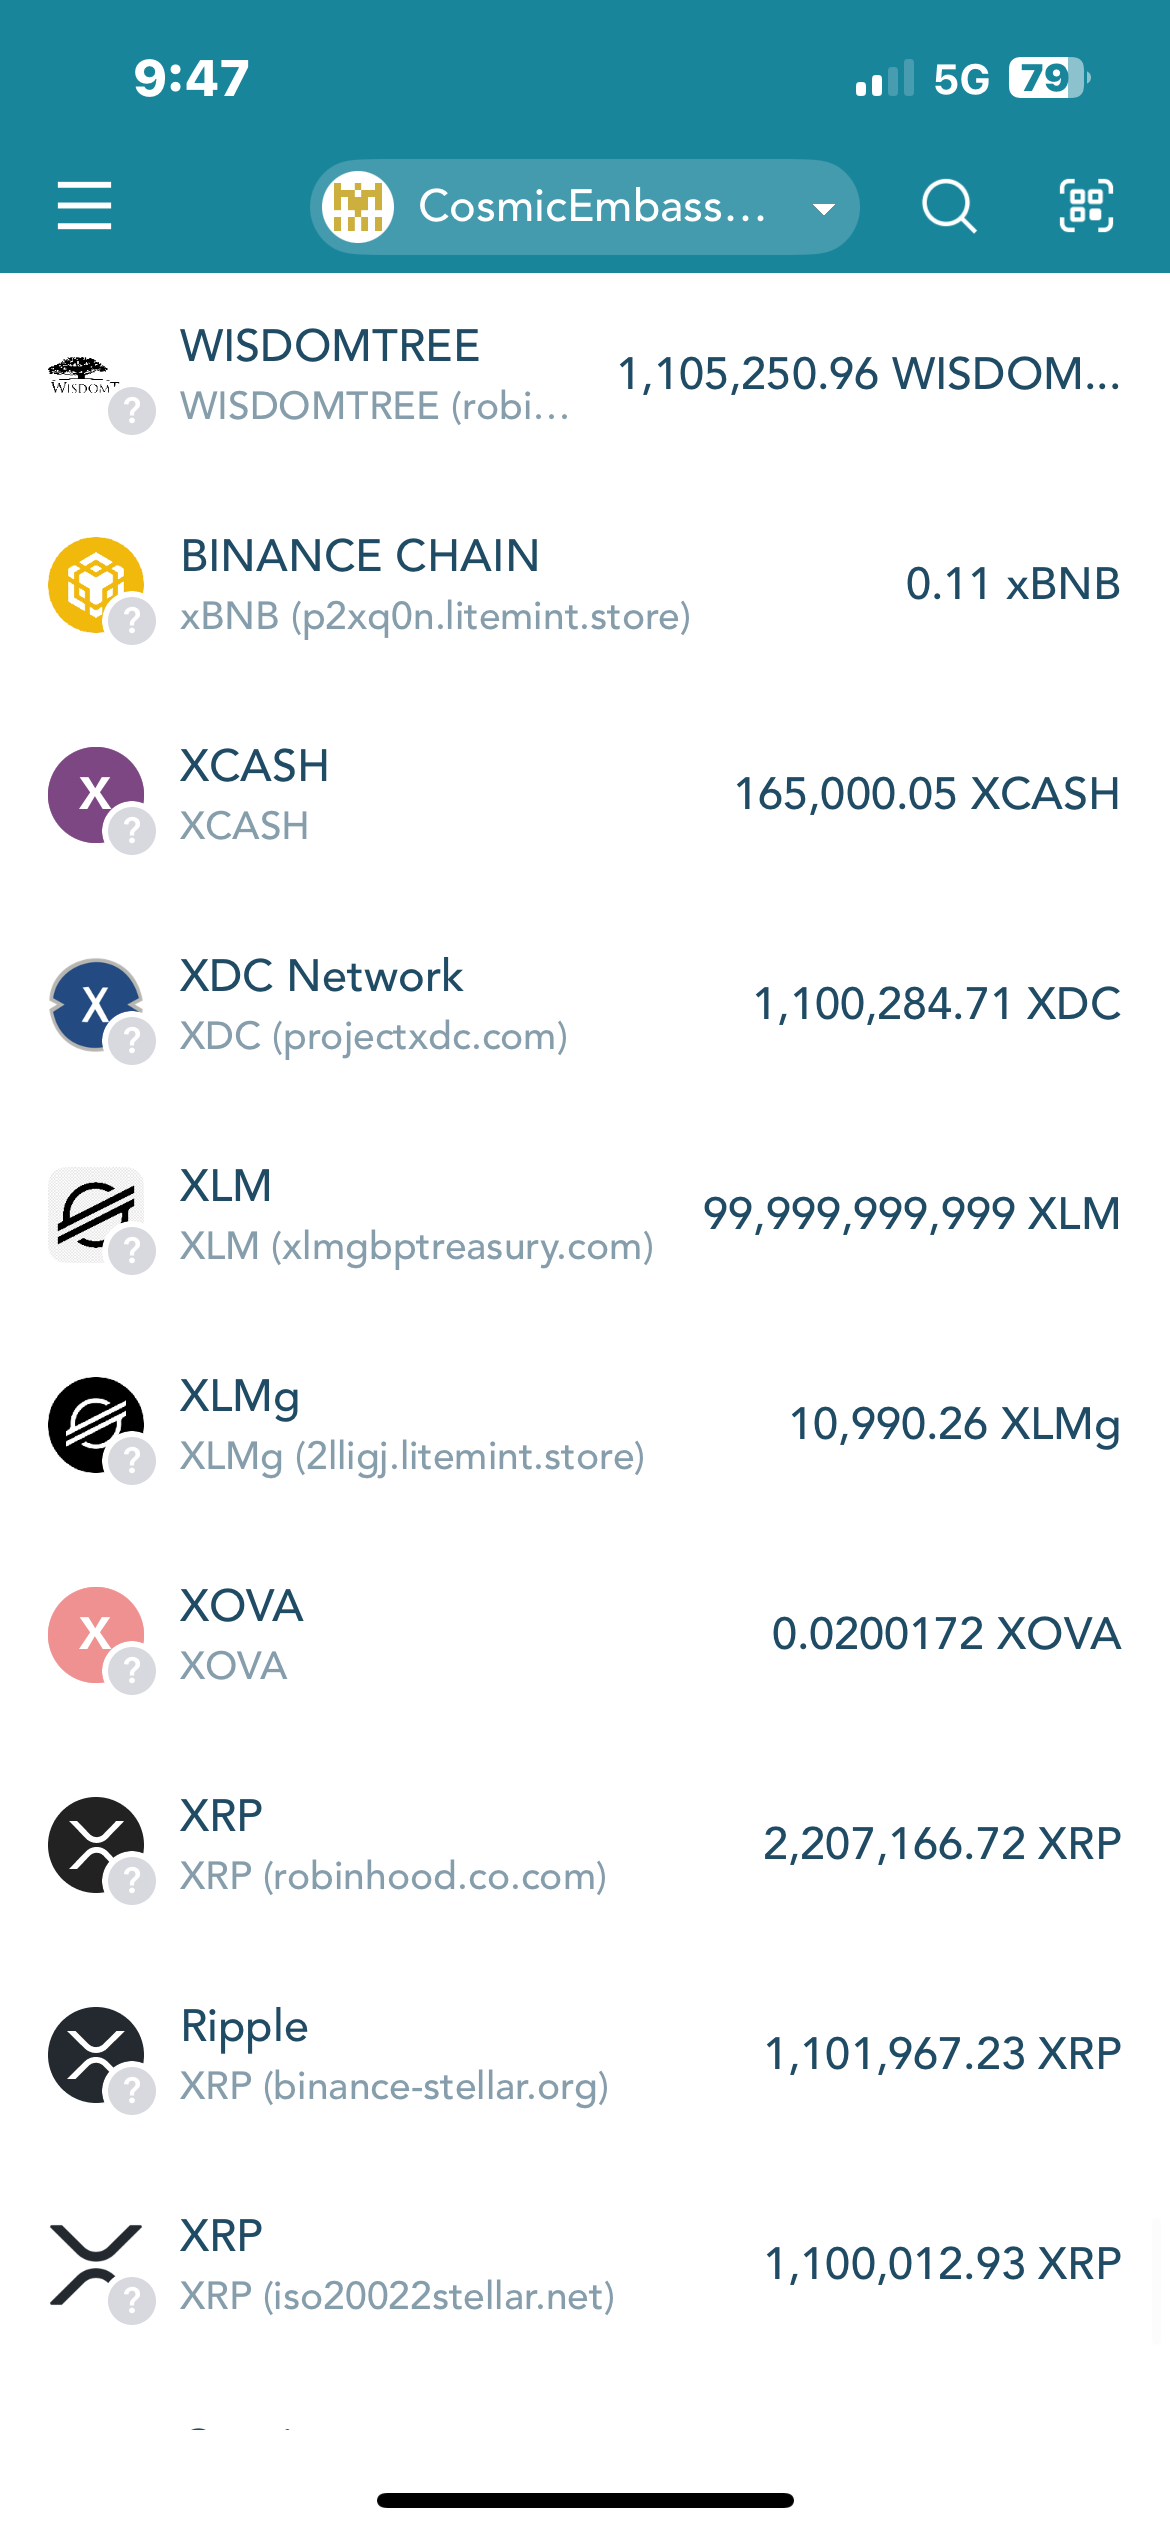 9:47
5G 79
CosmicEmbass...
WISDOMTREE
WISDOMTREE (robi...
1,105,250.96 WISDOM...
WISDOMT
?
BINANCE CHAIN
xBNB (p2xq0n.litemint.store)
0.11 xBNB
?
X
XCASH
XCASH
165,000.05 XCASH
?
X
XDC Network
XDC (projectxdc.com)
1,100,284.71 XDC
?
XLM
XLM (xlmgbptreasury.com)
99,999,999,999 XLM
?
XLMg
XLMg (2lligj.litemint.store)
10,990.26 XLMg
?
X
XOVA
XOVA
0.0200172 XOVA
?
XRP
XRP (robinhood.co.com)
2,207,166.72 XRP
?
Ripple
XRP (binance-stellar.org)
1,101,967.23 XRP
?
XRP
XRP (iso20022stellar.net)
1,100,012.93 XRP
?